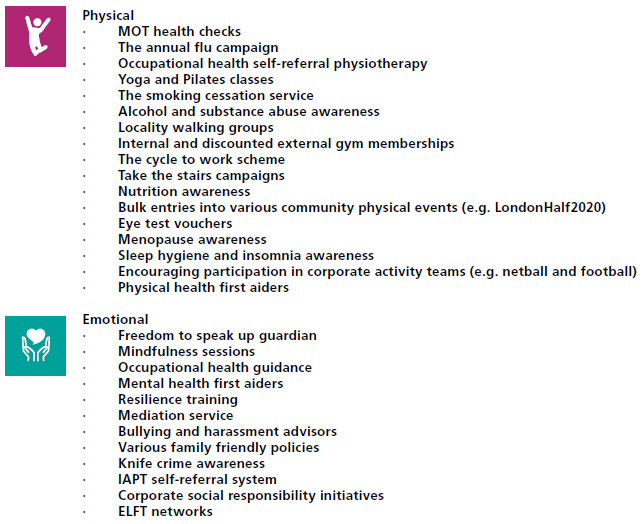 Physical
· MOT health checks
· The annual flu campaign
· Occupational health self-referral physiotherapy
· Yoga and Pilates classes
· The smoking cessation service
· Alcohol and substance abuse awareness
· Locality walking groups
· Internal and discounted external gym memberships
· The cycle to work scheme
· Take the stairs campaigns
· Nutrition awareness
· Bulk entries into various community physical events (e.g. LondonHalf2020)
· Eye test vouchers
· Menopause awareness
· Sleep hygiene and insomnia awareness
· Encouraging participation in corporate activity teams (e.g. netball and football)
· Physical health first aiders
Emotional
· Freedom to speak up guardian
· Mindfulness sessions
· Occupational health guidance
· Mental health first aiders
· Resilience training
· Mediation service
· Bullying and harassment advisors
· Various family friendly policies
· Knife crime awareness
· IAPT self-referral system
· Corporate social responsibility initiatives
· ELFT networks